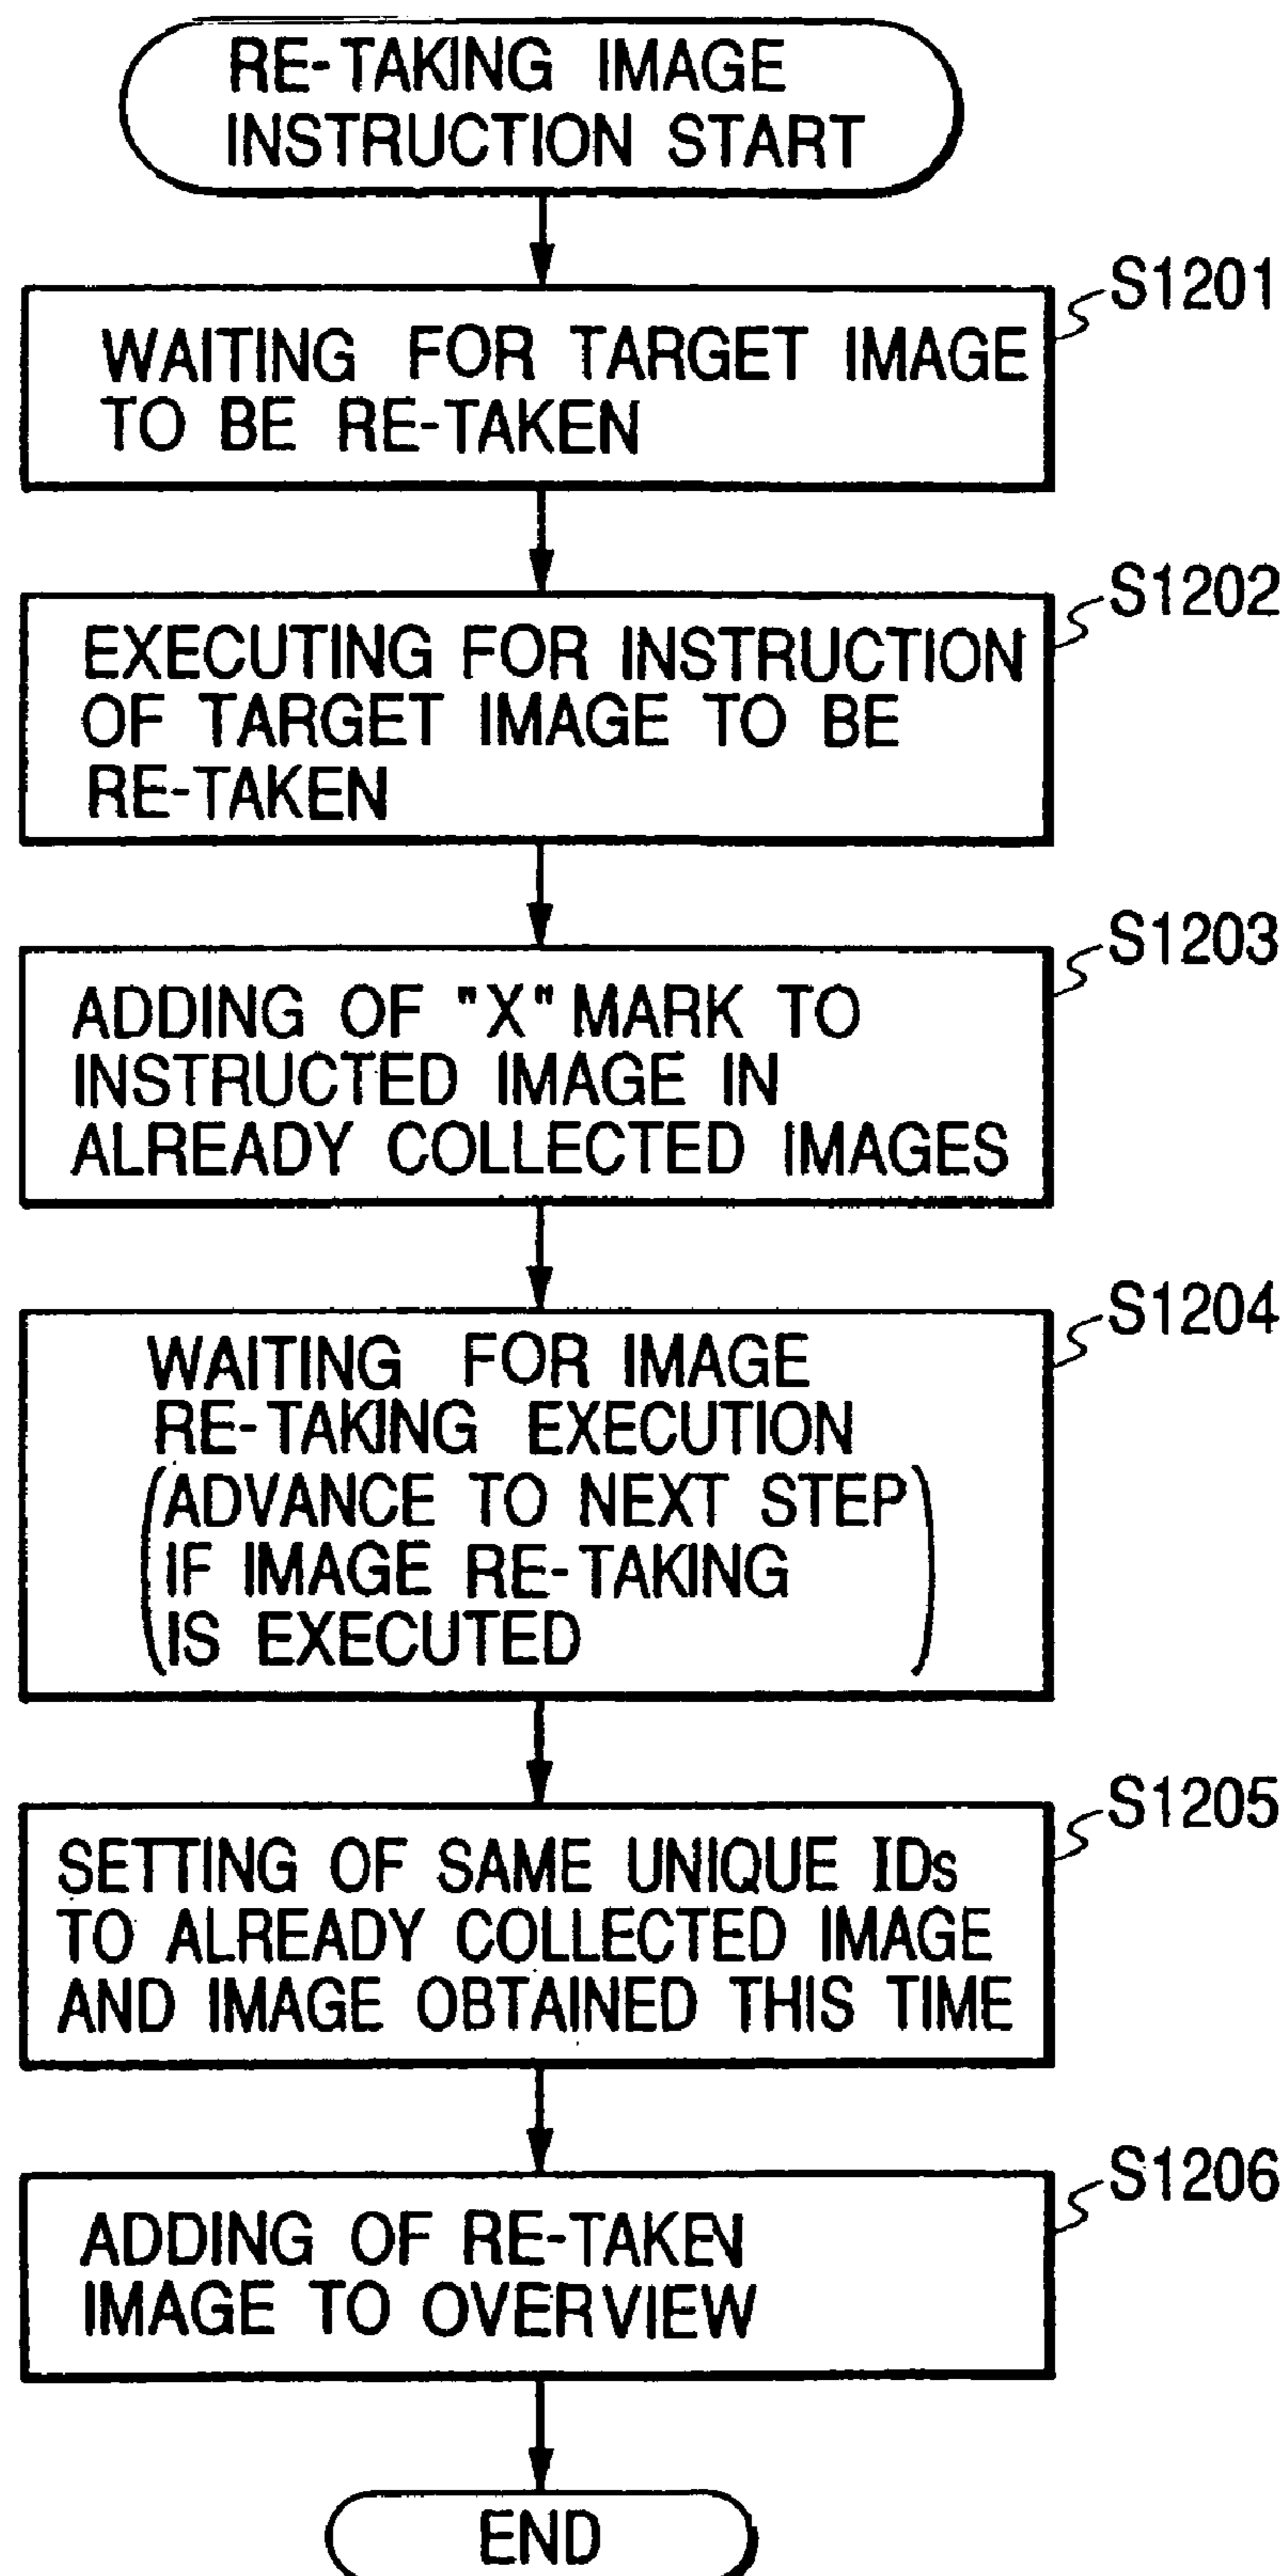 RE-TAKING IMAGE
INSTRUCTION START
S1201
WAITING FOR TARGET IMAGE
TO BE RE-TAKEN
S1202
EXECUTING FOR INSTRUCTION
OF TARGET IMAGE TO BE
RE-TAKEN
S1203
ADDING OF "X" MARK TO
INSTRUCTED IMAGE IN
ALREADY COLLECTED IMAGES
S1204
WAITING FOR IMAGE
RE-TAKING EXECUTION
(ADVANCE TO NEXT STEP
IF IMAGE RE-TAKING
IS EXECUTED)
S1205
SETTING OF SAME UNIQUE IDs
TO ALREADY COLLECTED IMAGE
AND IMAGE OBTAINED THIS TIME
S1206
ADDING OF RE-TAKEN
IMAGE TO OVERVIEW
END